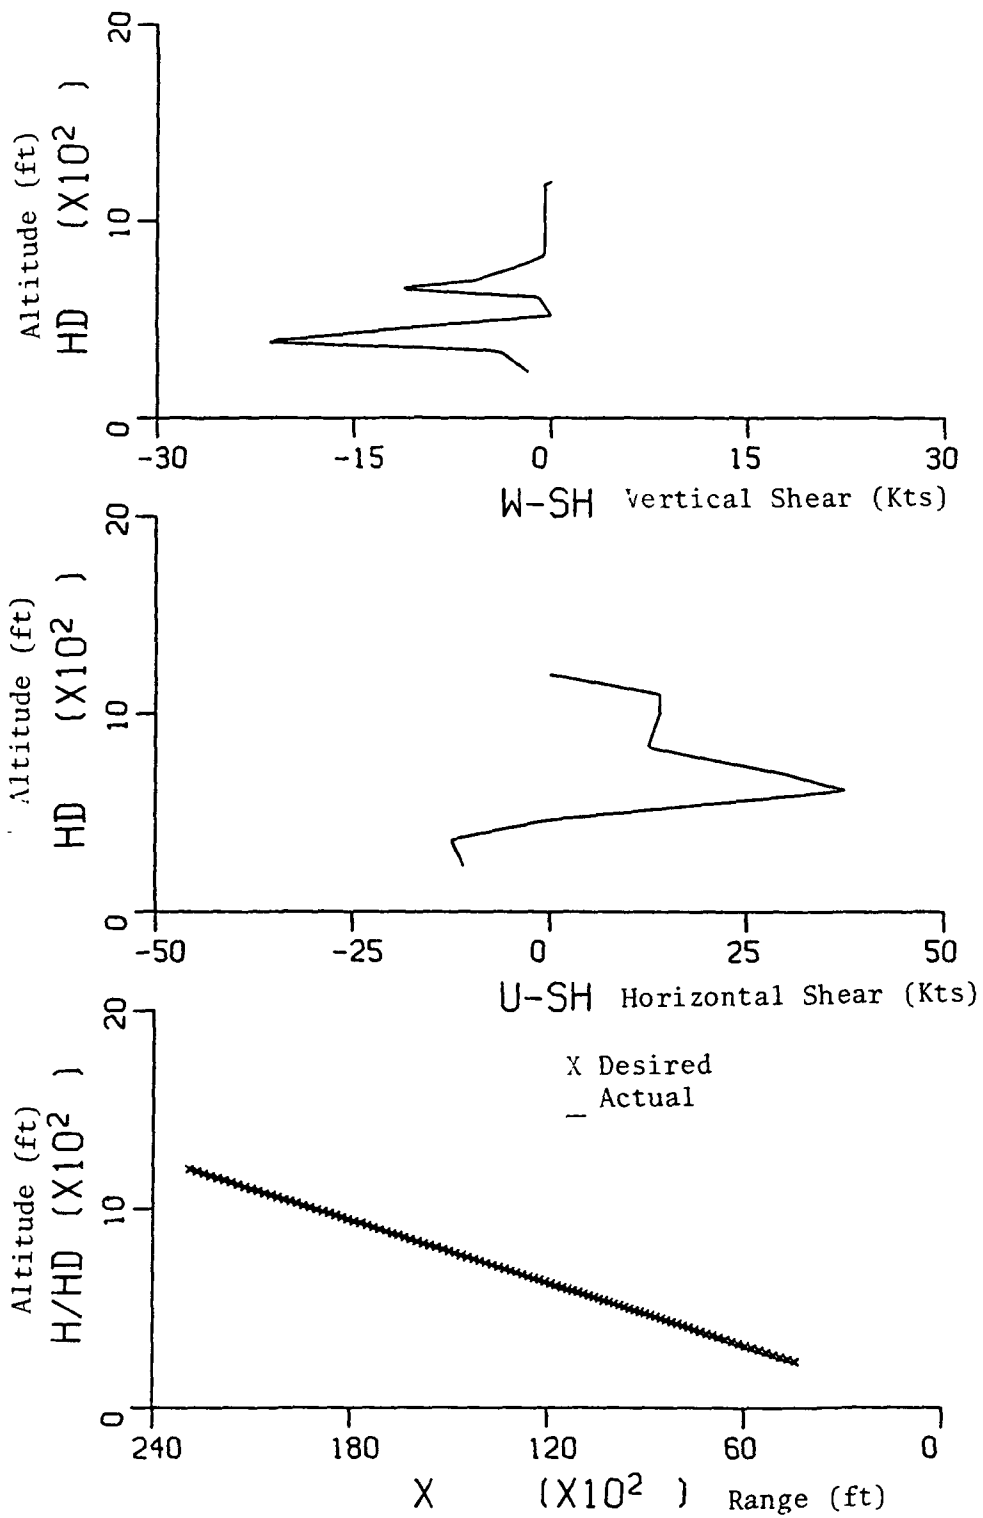 20
10
0
Altitude (ft)
HD (X10²)
-30 -15 0 15 30
W-SH Vertical Shear (Kts)
20
10
0
Altitude (ft)
HD (X10²)
-50 -25 0 25 50
U-SH Horizontal Shear (Kts)
20
10
0
Altitude (ft)
H/HD (X10²)
X Desired
_ Actual
240 180 120 60 0
X (X10²) Range (ft)